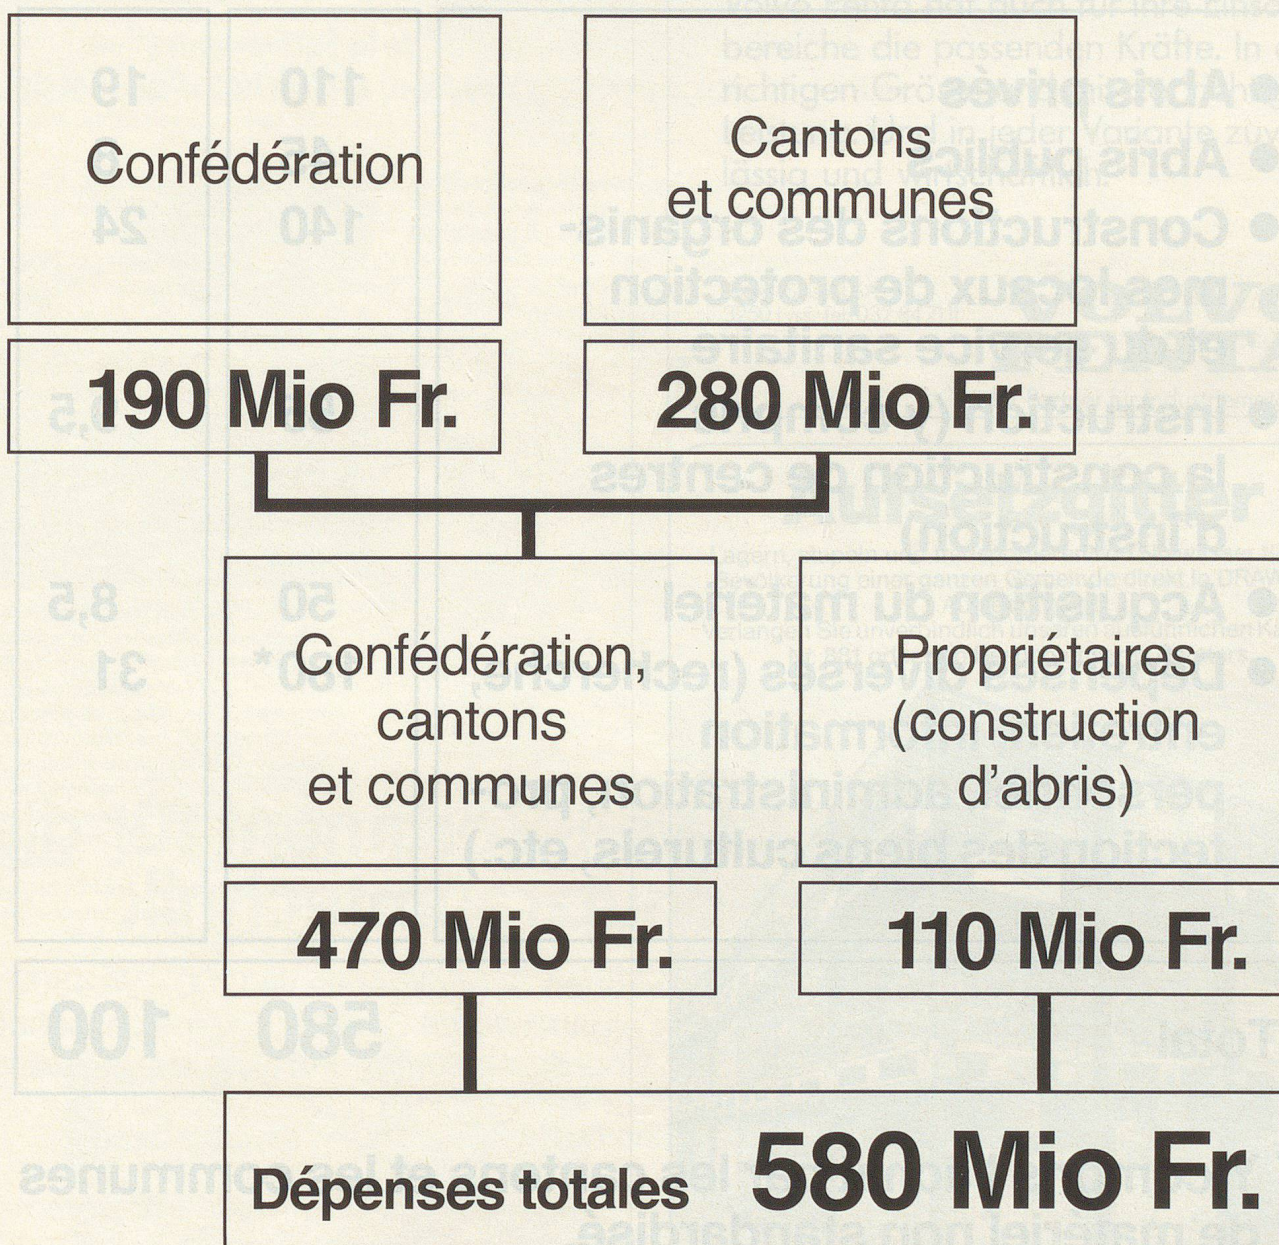 Confédération
190 Mio Fr.
Cantons
et communes
280 Mio Fr.
Confédération,
cantons
et communes
470 Mio Fr.
Propriétaires
(construction
d'abris)
110 Mio Fr.
Dépenses totales 580 Mio Fr.